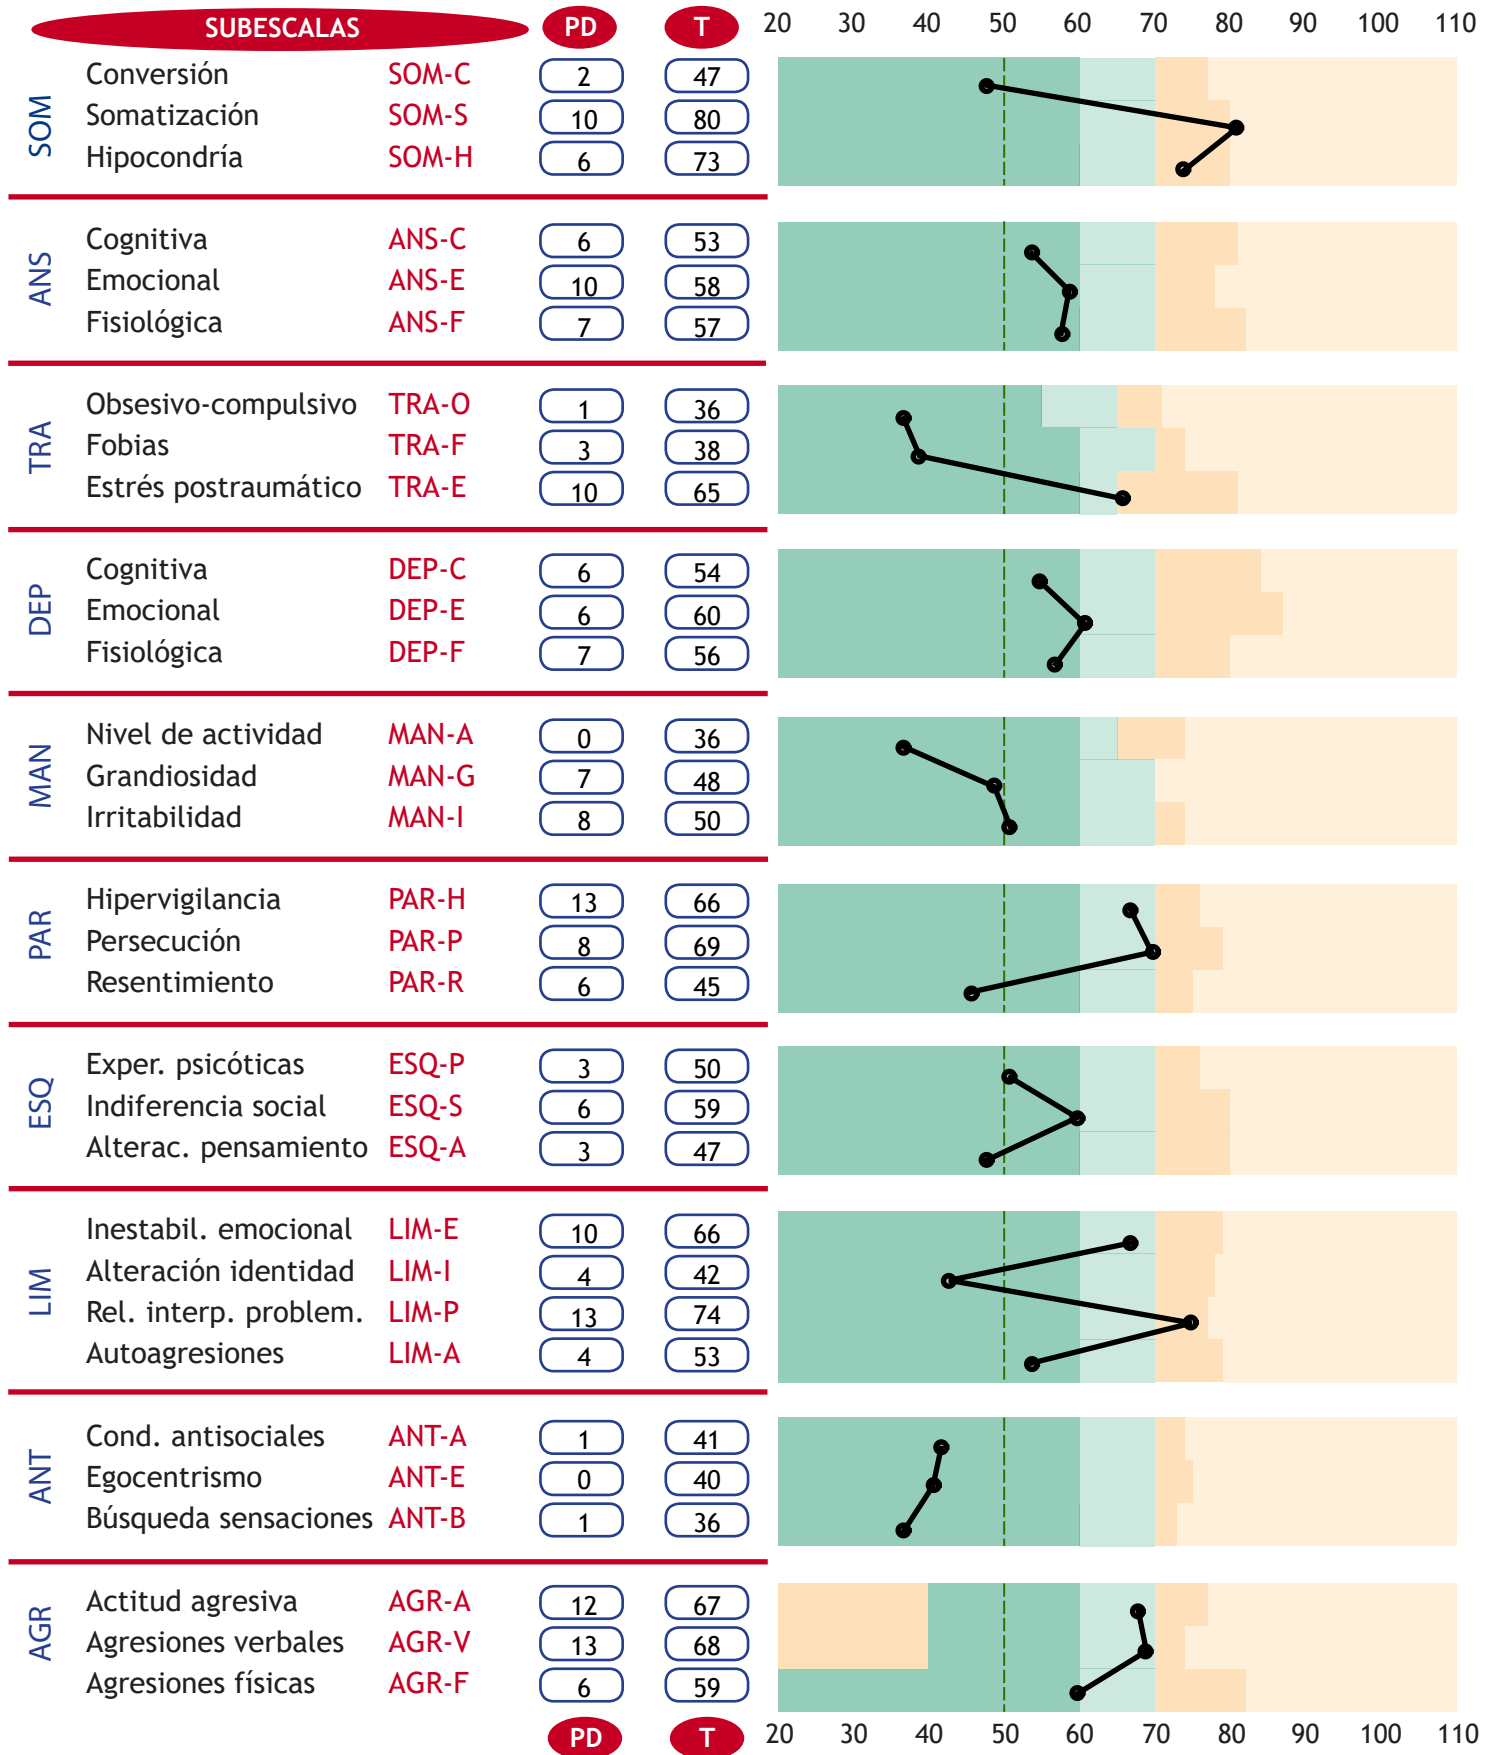 SUBESCALAS PD T 20 30 40 50 60 70 80 90 100 110
SOM
Conversión SOM-C 2 47
Somatización SOM-S 10 80
Hipocondría SOM-H 6 73
ANS
Cognitiva ANS-C 6 53
Emocional ANS-E 10 58
Fisiológica ANS-F 7 57
TRA
Obsesivo-compulsivo TRA-O 1 36
Fobias TRA-F 3 38
Estrés postraumático TRA-E 10 65
DEP
Cognitiva DEP-C 6 54
Emocional DEP-E 6 60
Fisiológica DEP-F 7 56
MAN
Nivel de actividad MAN-A 0 36
Grandiosidad MAN-G 7 48
Irritabilidad MAN-I 8 50
PAR
Hipervigilancia PAR-H 13 66
Persecución PAR-P 8 69
Resentimiento PAR-R 6 45
ESQ
Exper. psicóticas ESQ-P 3 50
Indiferencia social ESQ-S 6 59
Alterac. pensamiento ESQ-A 3 47
LIM
Inestabil. emocional LIM-E 10 66
Alteración identidad LIM-I 4 42
Rel. interp. problem. LIM-P 13 74
Autoagresiones LIM-A 4 53
ANT
Cond. antisociales ANT-A 1 41
Egocentrismo ANT-E 0 40
Búsqueda sensaciones ANT-B 1 36
AGR
Actitud agresiva AGR-A 12 67
Agresiones verbales AGR-V 13 68
Agresiones físicas AGR-F 6 59
PD T 20 30 40 50 60 70 80 90 100 110